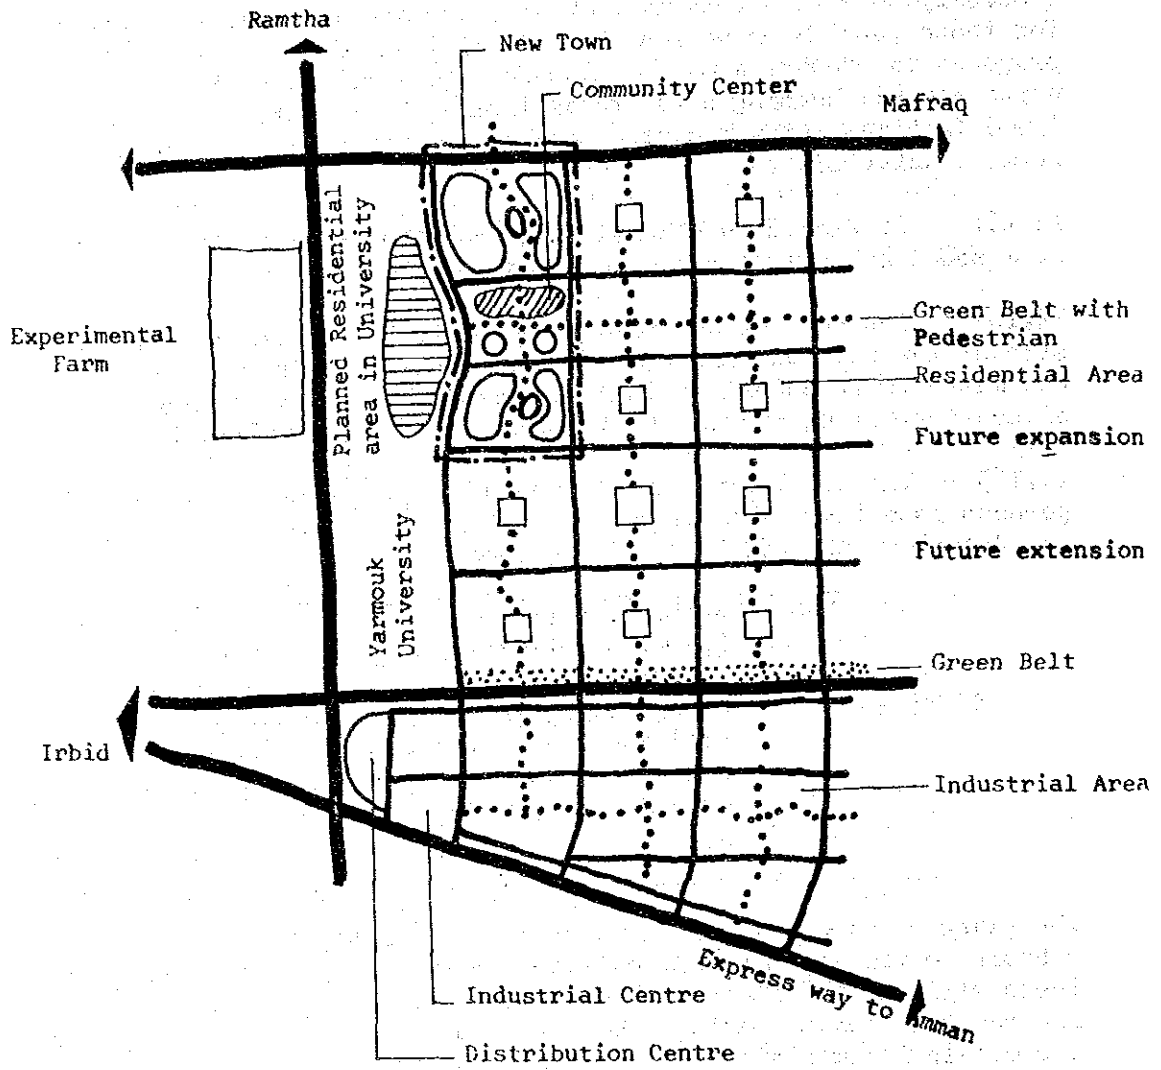 Ramtha
New Town
Community Center
Mafraq
Planned Residential
area in University
Experimental
Farm
Green Belt with
Pedestrian
Residential Area
Future expansion
Future extension
Yarmouk
University
Green Belt
Irbid
Industrial Area
Express way to Amman
Industrial Centre
Distribution Centre